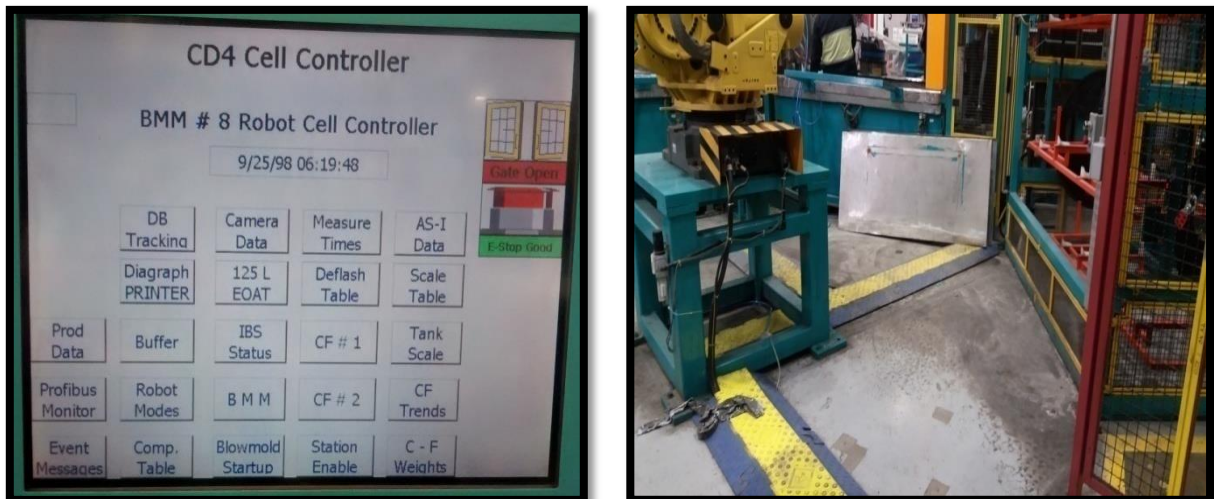 CD4 Cell Controller
BMM # 8 Robot Cell Controller
9/25/98 06:19:48
Gate Open
E-Stop Good
DB
Tracking
Camera
Data
Measure
Times
AS-I
Data
Diagraph
PRINTER
125 L
EOAT
Deflash
Table
Scale
Table
Prod
Data
Buffer
IBS
Status
CF # 1
Tank
Scale
Profibus
Monitor
Robot
Modes
B M M
CF # 2
CF
Trends
Event
Messages
Comp.
Table
Blowmold
Startup
Station
Enable
C - F
Weights